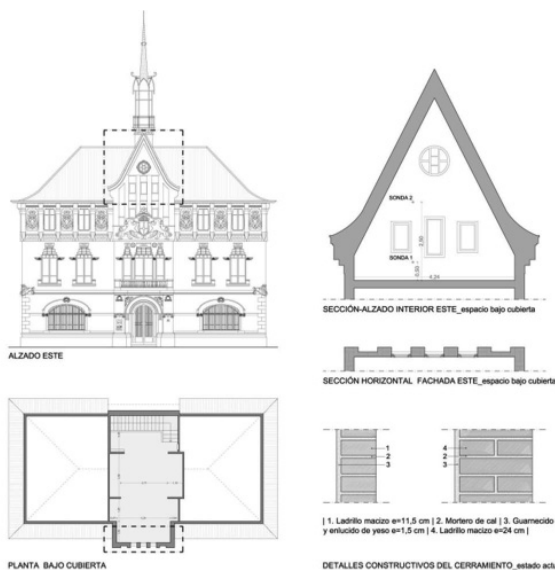 ALZADO ESTE
SONDA 2
SONDA 1
4,24
SECCIÓN-ALZADO INTERIOR ESTE_espacio bajo cubierta
SECCIÓN HORIZONTAL FACHADA ESTE_espacio bajo cubierta
PLANTA BAJO CUBIERTA
1
2
3
4
2
3
| 1. Ladrillo macizo e=11,5 cm | 2. Mortero de cal | 3. Guarnecido
y enlucido de yeso e=1,5 cm | 4. Ladrillo macizo e=24 cm |
DETALLES CONSTRUCTIVOS DEL CERRAMIENTO_estado